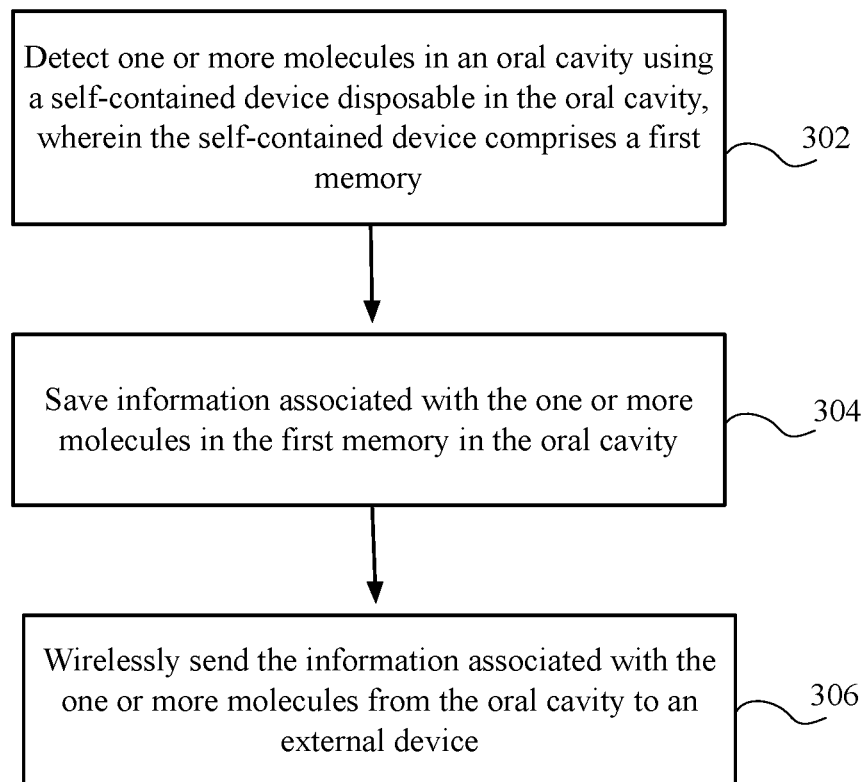 Detect one or more molecules in an oral cavity using
a self-contained device disposable in the oral cavity,
wherein the self-contained device comprises a first
memory
302
Save information associated with the one or more
molecules in the first memory in the oral cavity
304
Wirelessly send the information associated with the
one or more molecules from the oral cavity to an
external device
306